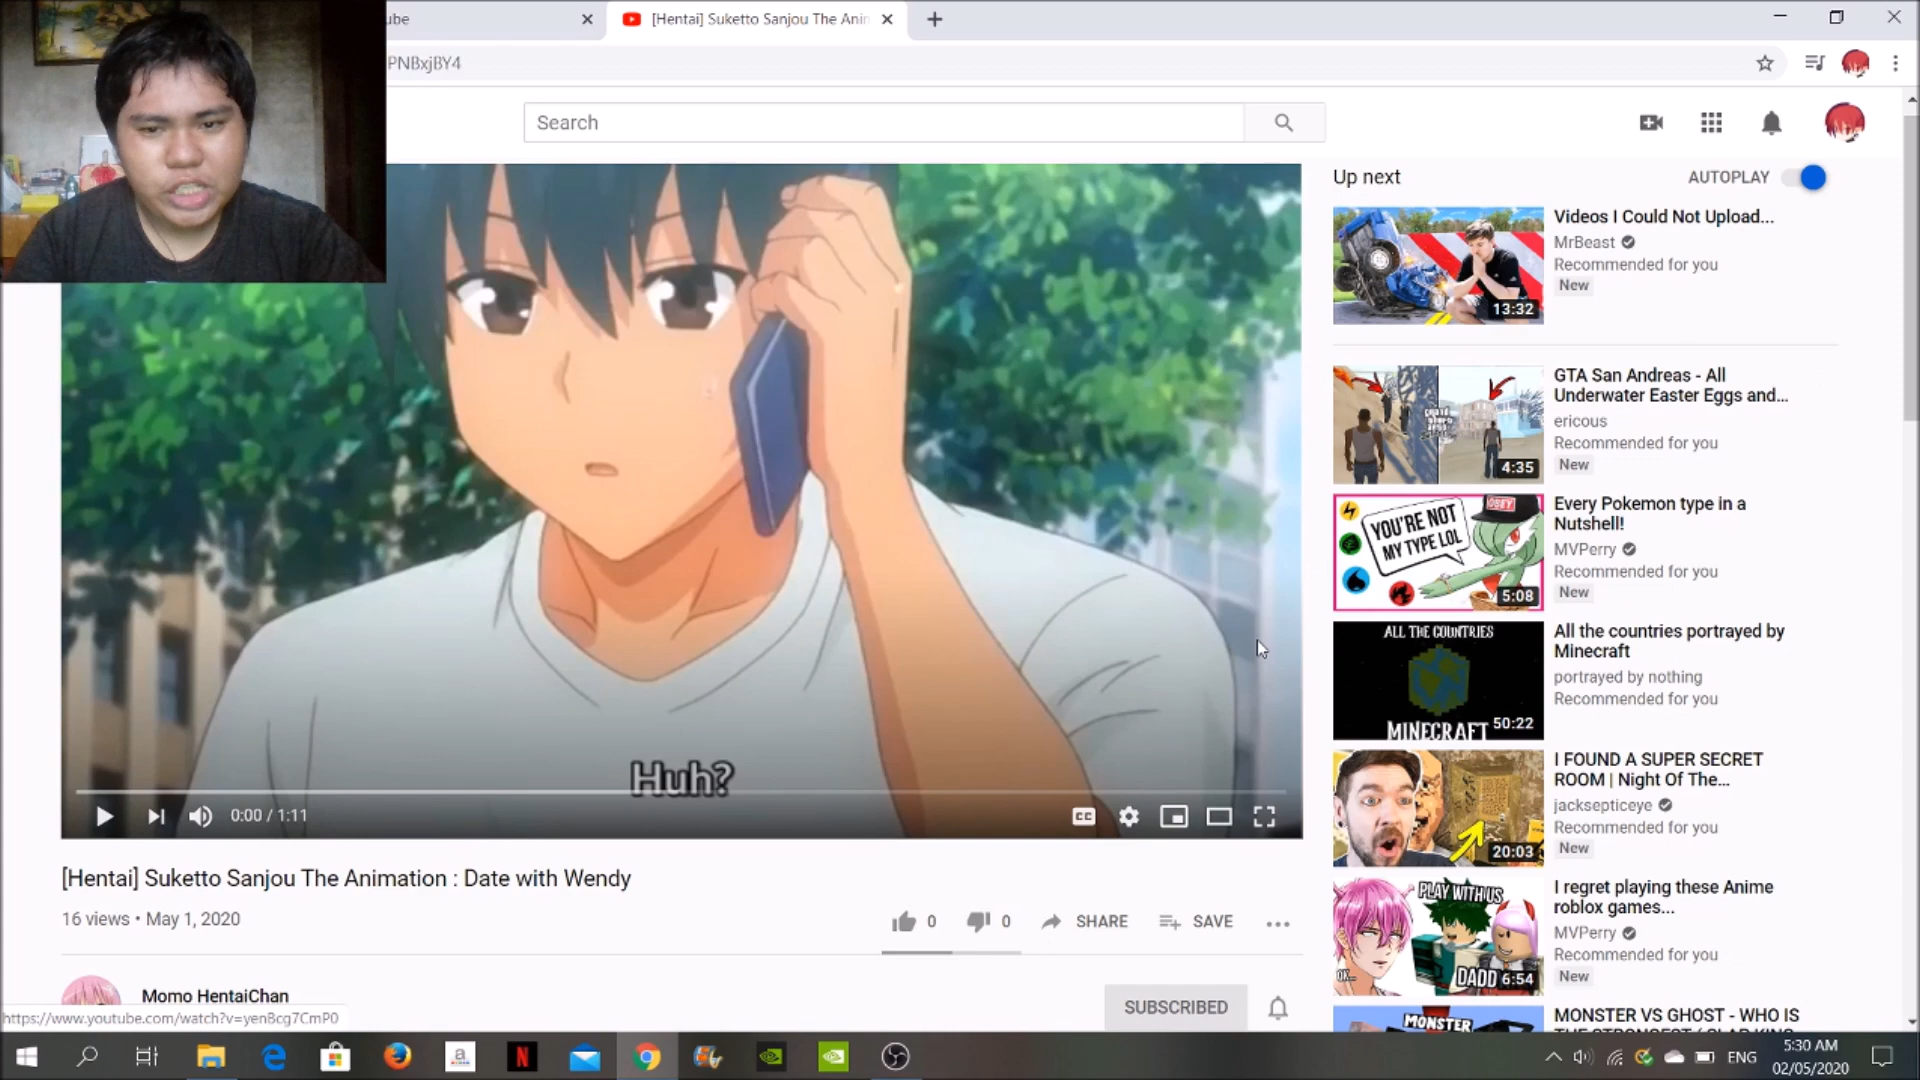 ube
[Hentai] Suketto Sanjou The Anin
PNBxjBY4
Search
Huh?
0:00 / 1:11
CC
[Hentai] Suketto Sanjou The Animation : Date with Wendy
16 views • May 1, 2020
0
0
SHARE
SAVE
Momo HentaiChan
SUBSCRIBED
https://www.youtube.com/watch?v=yenBcg7CmP0
Up next
AUTOPLAY
13:32
Videos I Could Not Upload...
MrBeast
Recommended for you
New
4:35
GTA San Andreas - All
Underwater Easter Eggs and...
ericous
Recommended for you
New
YOU'RE NOT
MY TYPE LOL
OBEY
5:08
Every Pokemon type in a
Nutshell!
MVPerry
Recommended for you
New
ALL THE COUNTRIES
MINECRAFT
50:22
All the countries portrayed by
Minecraft
portrayed by nothing
Recommended for you
20:03
I FOUND A SUPER SECRET
ROOM | Night Of The...
jacksepticeye
Recommended for you
New
PLAY WITH US
OK...
DADD
6:54
I regret playing these Anime
roblox games...
MVPerry
Recommended for you
New
MONSTER
MONSTER VS GHOST - WHO IS
ENG
5:30 AM
02/05/2020